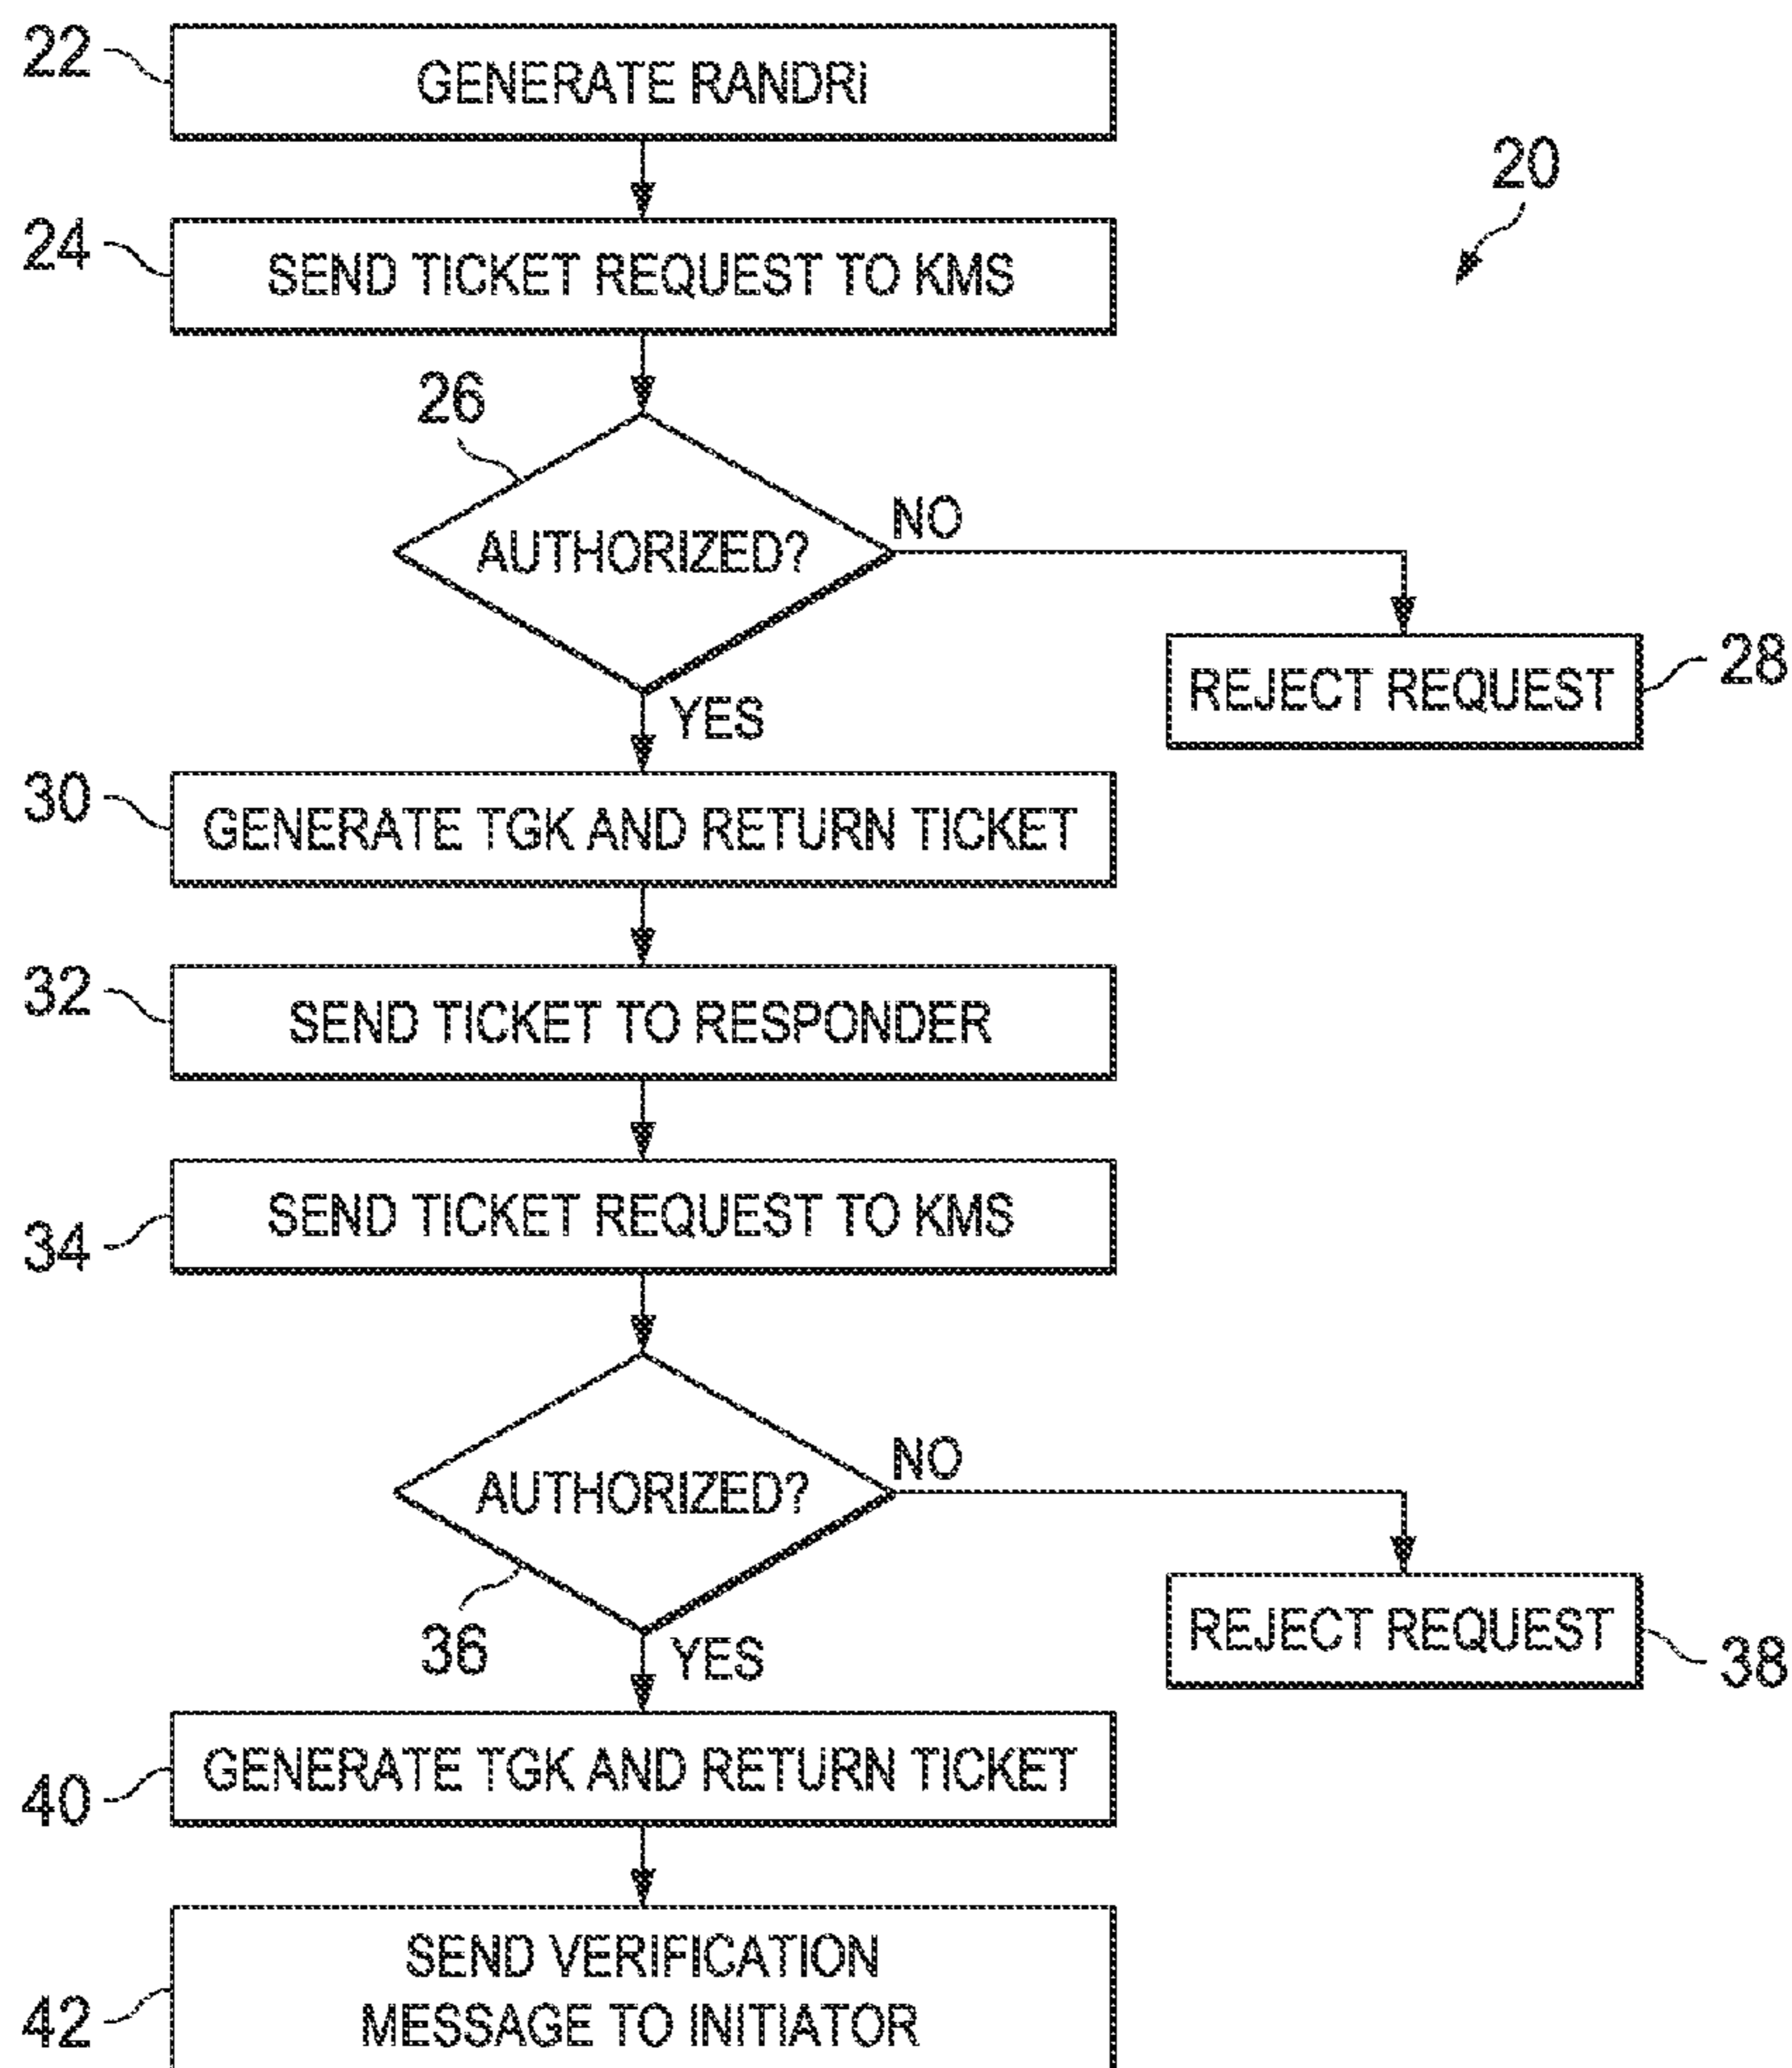 22
GENERATE RANDRi
20
24
SEND TICKET REQUEST TO KMS
26
AUTHORIZED?
NO
28
REJECT REQUEST
YES
30
GENERATE TGK AND RETURN TICKET
32
SEND TICKET TO RESPONDER
34
SEND TICKET REQUEST TO KMS
AUTHORIZED?
NO
36
REJECT REQUEST
38
YES
40
GENERATE TGK AND RETURN TICKET
42
SEND VERIFICATION
MESSAGE TO INITIATOR